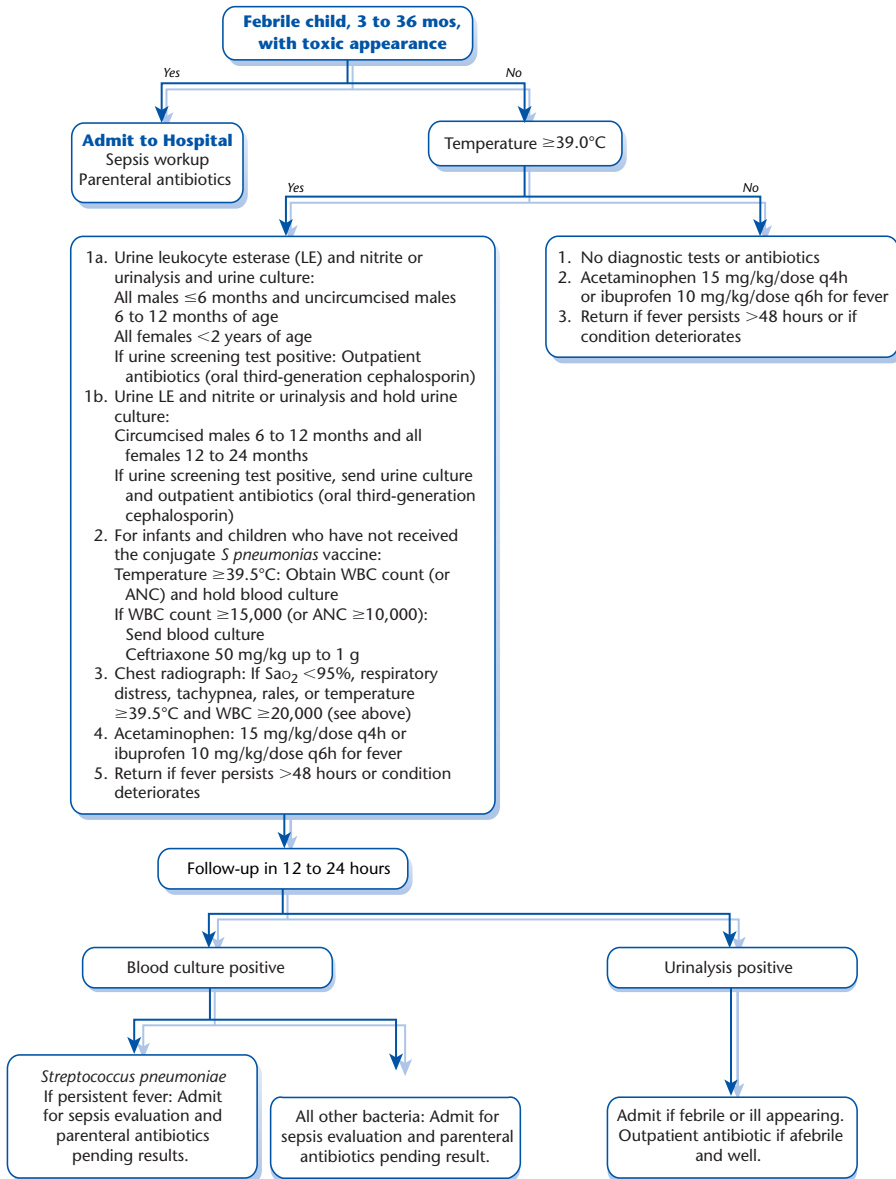 Febrile child, 3 to 36 mos,
with toxic appearance
Yes
No
Admit to Hospital
Sepsis workup
Parenteral antibiotics
Temperature ≥39.0°C
Yes
No
1a. Urine leukocyte esterase (LE) and nitrite or
urinalysis and urine culture:
All males ≤6 months and uncircumcised males
6 to 12 months of age
All females <2 years of age
If urine screening test positive: Outpatient
antibiotics (oral third-generation cephalosporin)
1b. Urine LE and nitrite or urinalysis and hold urine
culture:
Circumcised males 6 to 12 months and all
females 12 to 24 months
If urine screening test positive, send urine culture
and outpatient antibiotics (oral third-generation
cephalosporin)
2. For infants and children who have not received
the conjugate S pneumonias vaccine:
Temperature ≥39.5°C: Obtain WBC count (or
ANC) and hold blood culture
If WBC count ≥15,000 (or ANC ≥10,000):
Send blood culture
Ceftriaxone 50 mg/kg up to 1 g
3. Chest radiograph: If SaO₂ <95%, respiratory
distress, tachypnea, rales, or temperature
≥39.5°C and WBC ≥20,000 (see above)
4. Acetaminophen: 15 mg/kg/dose q4h or
ibuprofen 10 mg/kg/dose q6h for fever
5. Return if fever persists >48 hours or condition
deteriorates
1. No diagnostic tests or antibiotics
2. Acetaminophen 15 mg/kg/dose q4h
or ibuprofen 10 mg/kg/dose q6h for fever
3. Return if fever persists >48 hours or if
condition deteriorates
Follow-up in 12 to 24 hours
Blood culture positive
Urinalysis positive
Streptococcus pneumoniae
If persistent fever: Admit
for sepsis evaluation and
parenteral antibiotics
pending results.
All other bacteria: Admit for
sepsis evaluation and parenteral
antibiotics pending result.
Admit if febrile or ill appearing.
Outpatient antibiotic if afebrile
and well.